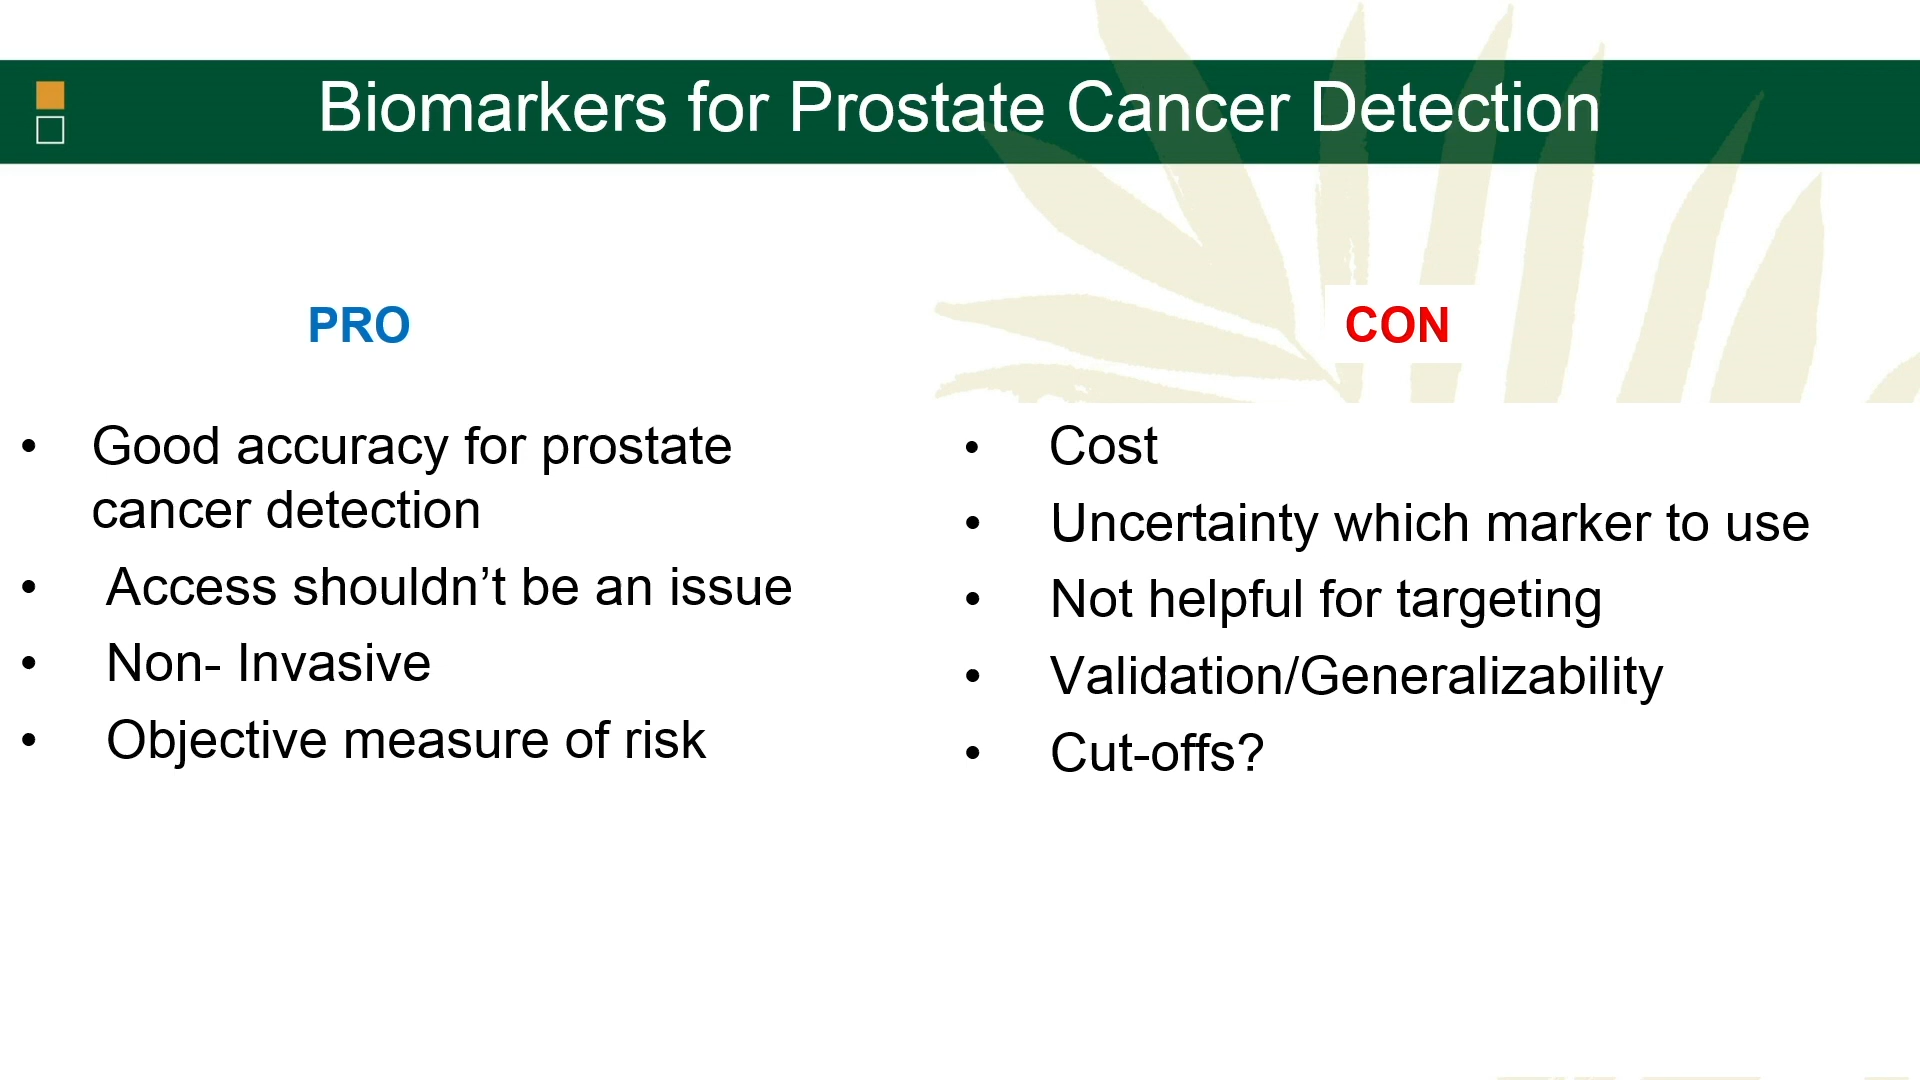 Biomarkers for Prostate Cancer Detection
PRO
• Good accuracy for prostate
cancer detection
• Access shouldn’t be an issue
• Non- Invasive
• Objective measure of risk
CON
• Cost
• Uncertainty which marker to use
• Not helpful for targeting
• Validation/Generalizability
• Cut-offs?